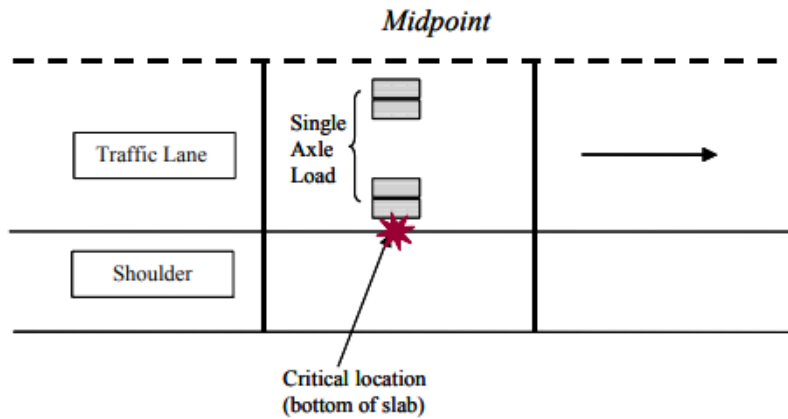 Midpoint
Single
Axle
Load
Traffic Lane
Shoulder
Critical location
(bottom of slab)